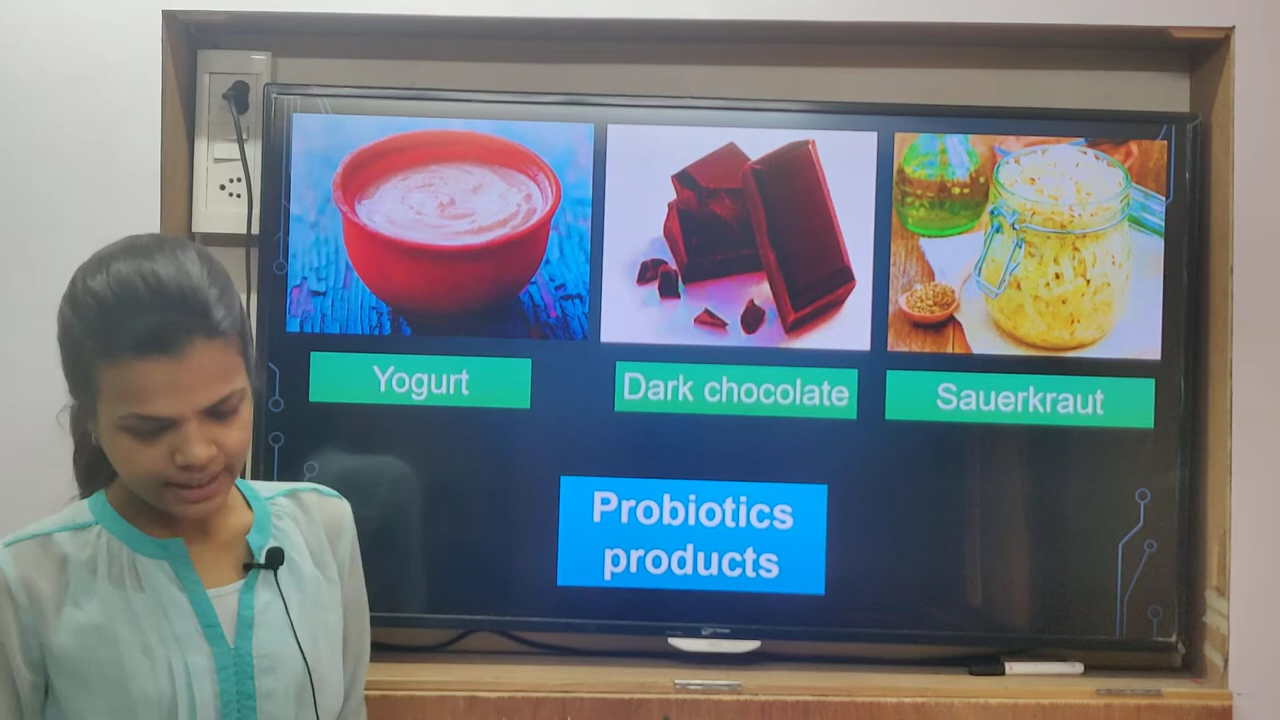 Yogurt
Dark chocolate
Sauerkraut
Probiotics
products